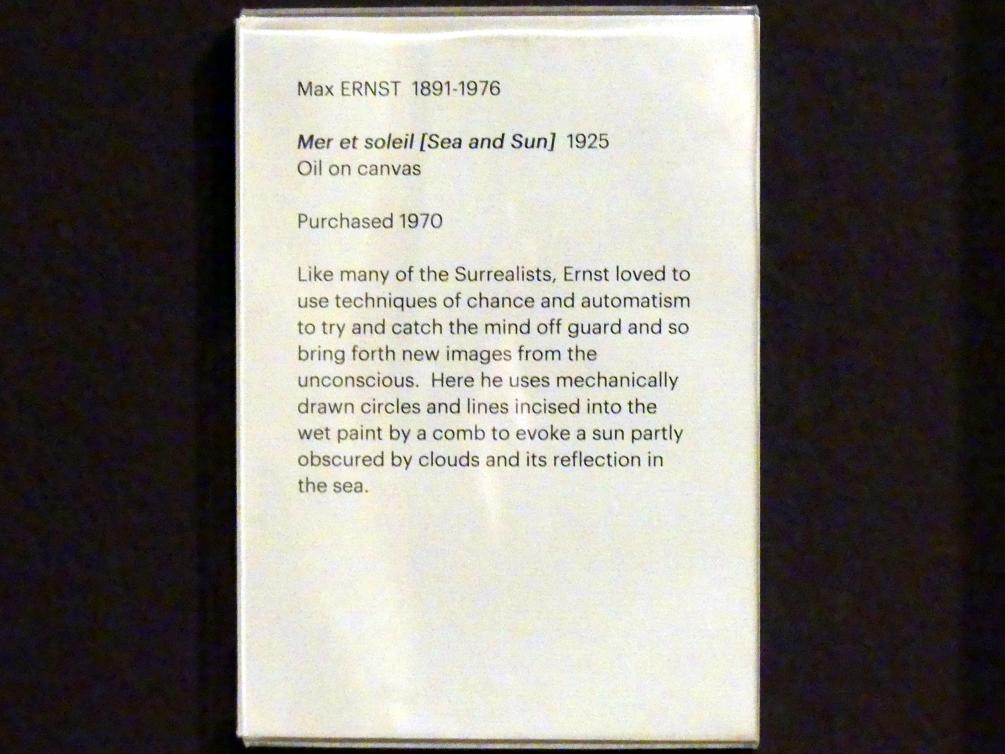 Max ERNST 1891-1976
Mer et soleil [Sea and Sun] 1925
Oil on canvas
Purchased 1970
Like many of the Surrealists, Ernst loved to
use techniques of chance and automatism
to try and catch the mind off guard and so
bring forth new images from the
unconscious. Here he uses mechanically
drawn circles and lines incised into the
wet paint by a comb to evoke a sun partly
obscured by clouds and its reflection in
the sea.